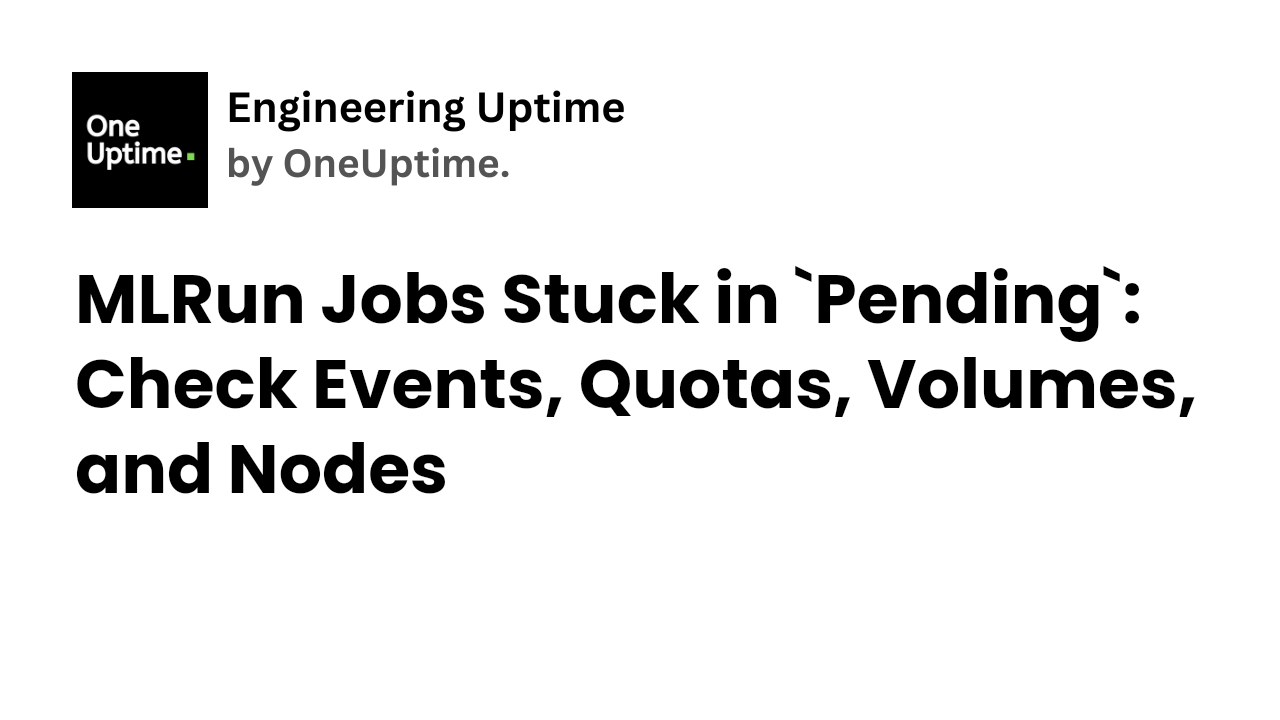 One
Uptime.
Engineering Uptime
by OneUptime.
MLRun Jobs Stuck in `Pending`:
Check Events, Quotas, Volumes,
and Nodes